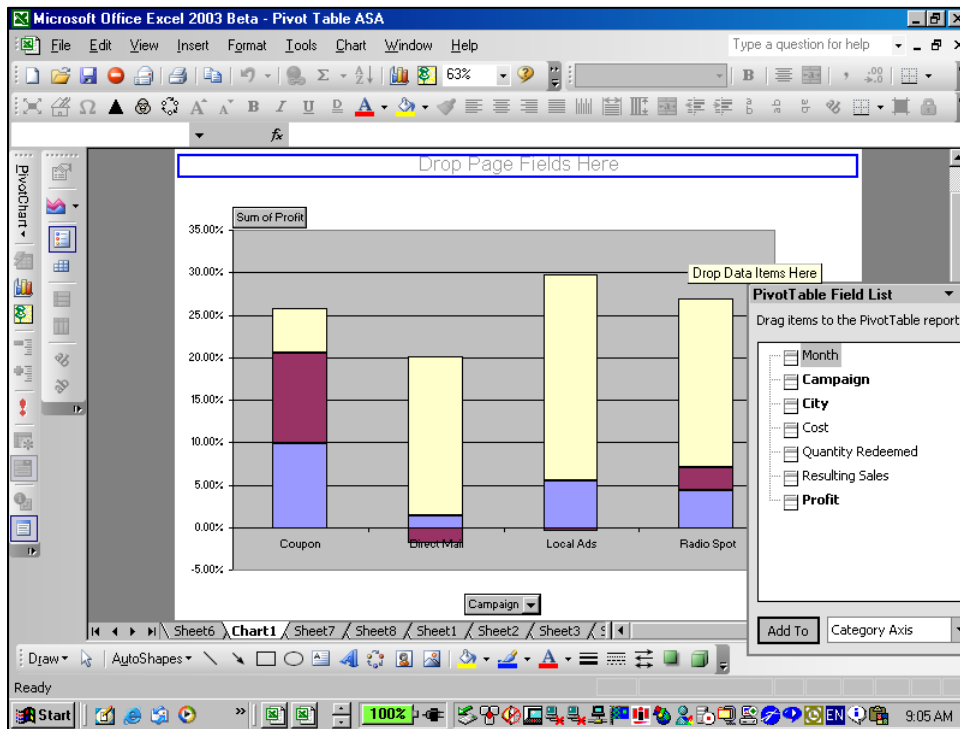 Microsoft Office Excel 2003 Beta - Pivot Table ASA
File Edit View Insert Format Tools Chart Window Help Type a question for help
63% B
B I U D A
fx
PivotChart
Drop Page Fields Here
Sum of Profit
35.00%
30.00%
25.00%
20.00%
15.00%
10.00%
5.00%
0.00%
-5.00%
Coupon Direct Mail Local Ads Radio Spot
Drop Data Items Here
Campaign
PivotTable Field List
Drag items to the PivotTable report
Month
Campaign
City
Cost
Quantity Redeemed
Resulting Sales
Profit
Add To Category Axis
Sheet6 Chart1 Sheet7 Sheet8 Sheet1 Sheet2 Sheet3
Draw AutoShapes
Ready
Start 100% EN 9:05 AM